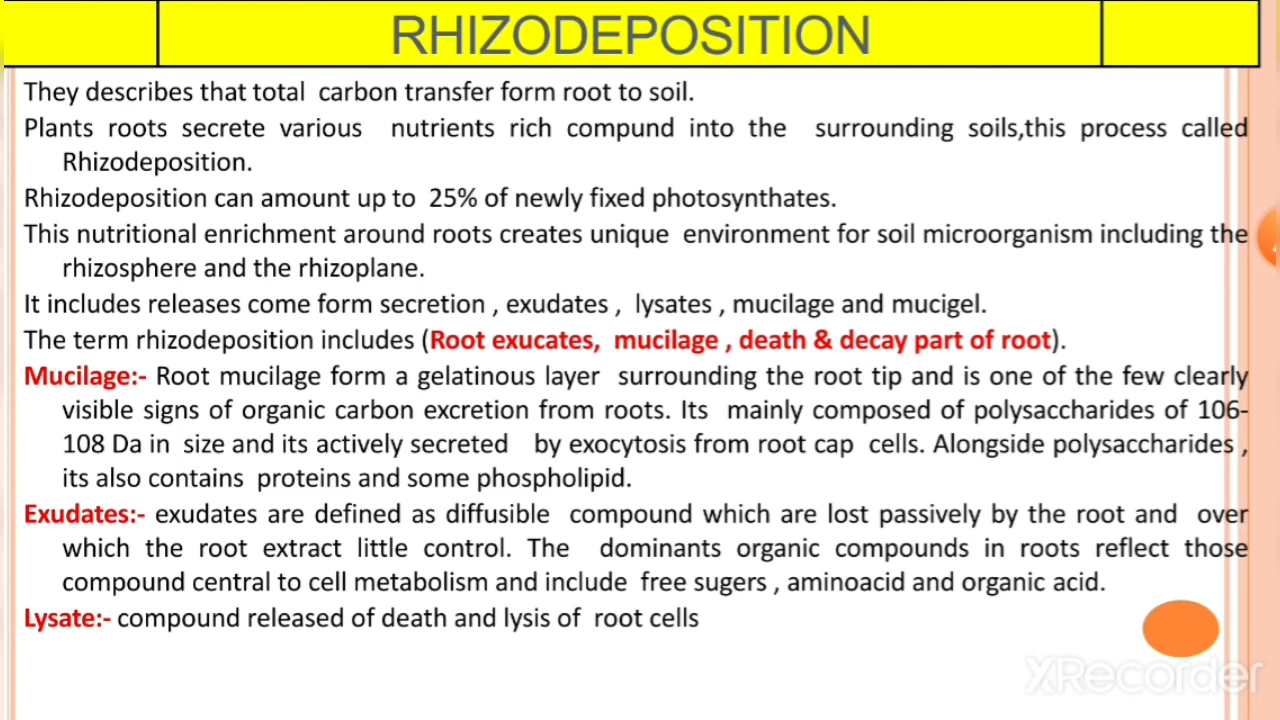 RHIZODEPOSITION
They describes that total carbon transfer form root to soil.
Plants roots secrete various nutrients rich compund into the surrounding soils,this process called
Rhizodeposition.
Rhizodeposition can amount up to 25% of newly fixed photosynthates.
This nutritional enrichment around roots creates unique environment for soil microorganism including the
rhizosphere and the rhizoplane.
It includes releases come form secretion , exudates , lysates , mucilage and mucigel.
The term rhizodeposition includes (Root exucates, mucilage , death & decay part of root).
Mucilage:- Root mucilage form a gelatinous layer surrounding the root tip and is one of the few clearly
visible signs of organic carbon excretion from roots. Its mainly composed of polysaccharides of 106-
108 Da in size and its actively secreted by exocytosis from root cap cells. Alongside polysaccharides ,
its also contains proteins and some phospholipid.
Exudates:- exudates are defined as diffusible compound which are lost passively by the root and over
which the root extract little control. The dominants organic compounds in roots reflect those
compound central to cell metabolism and include free sugers , aminoacid and organic acid.
Lysate:- compound released of death and lysis of root cells
XRecorder